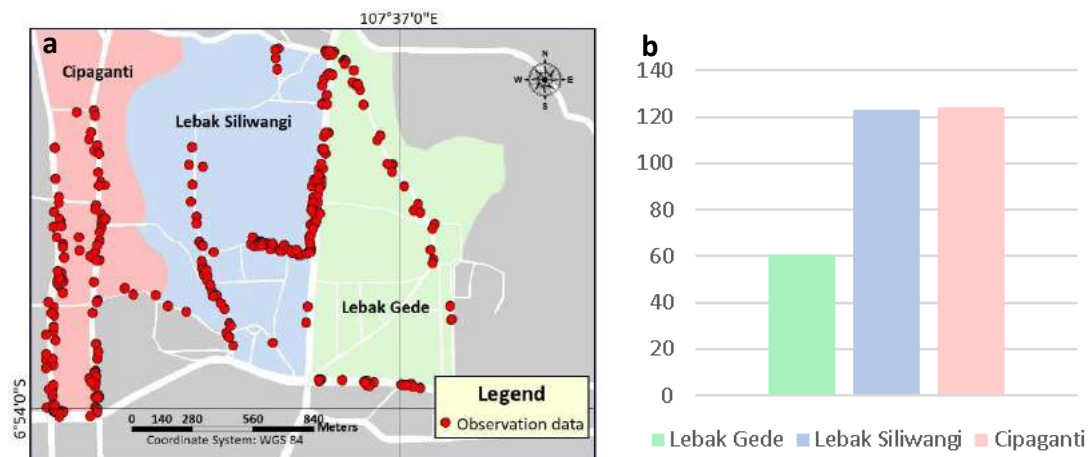 107°37'0"E
a
Cipaganti
Lebak Siliwangi
Lebak Gede
N
W E
S
6°54'0"S
0 140 280 560 840
Meters
Coordinate System: WGS 84
Legend
Observation data
b
140
120
100
80
60
40
20
0
Lebak Gede Lebak Siliwangi Cipaganti